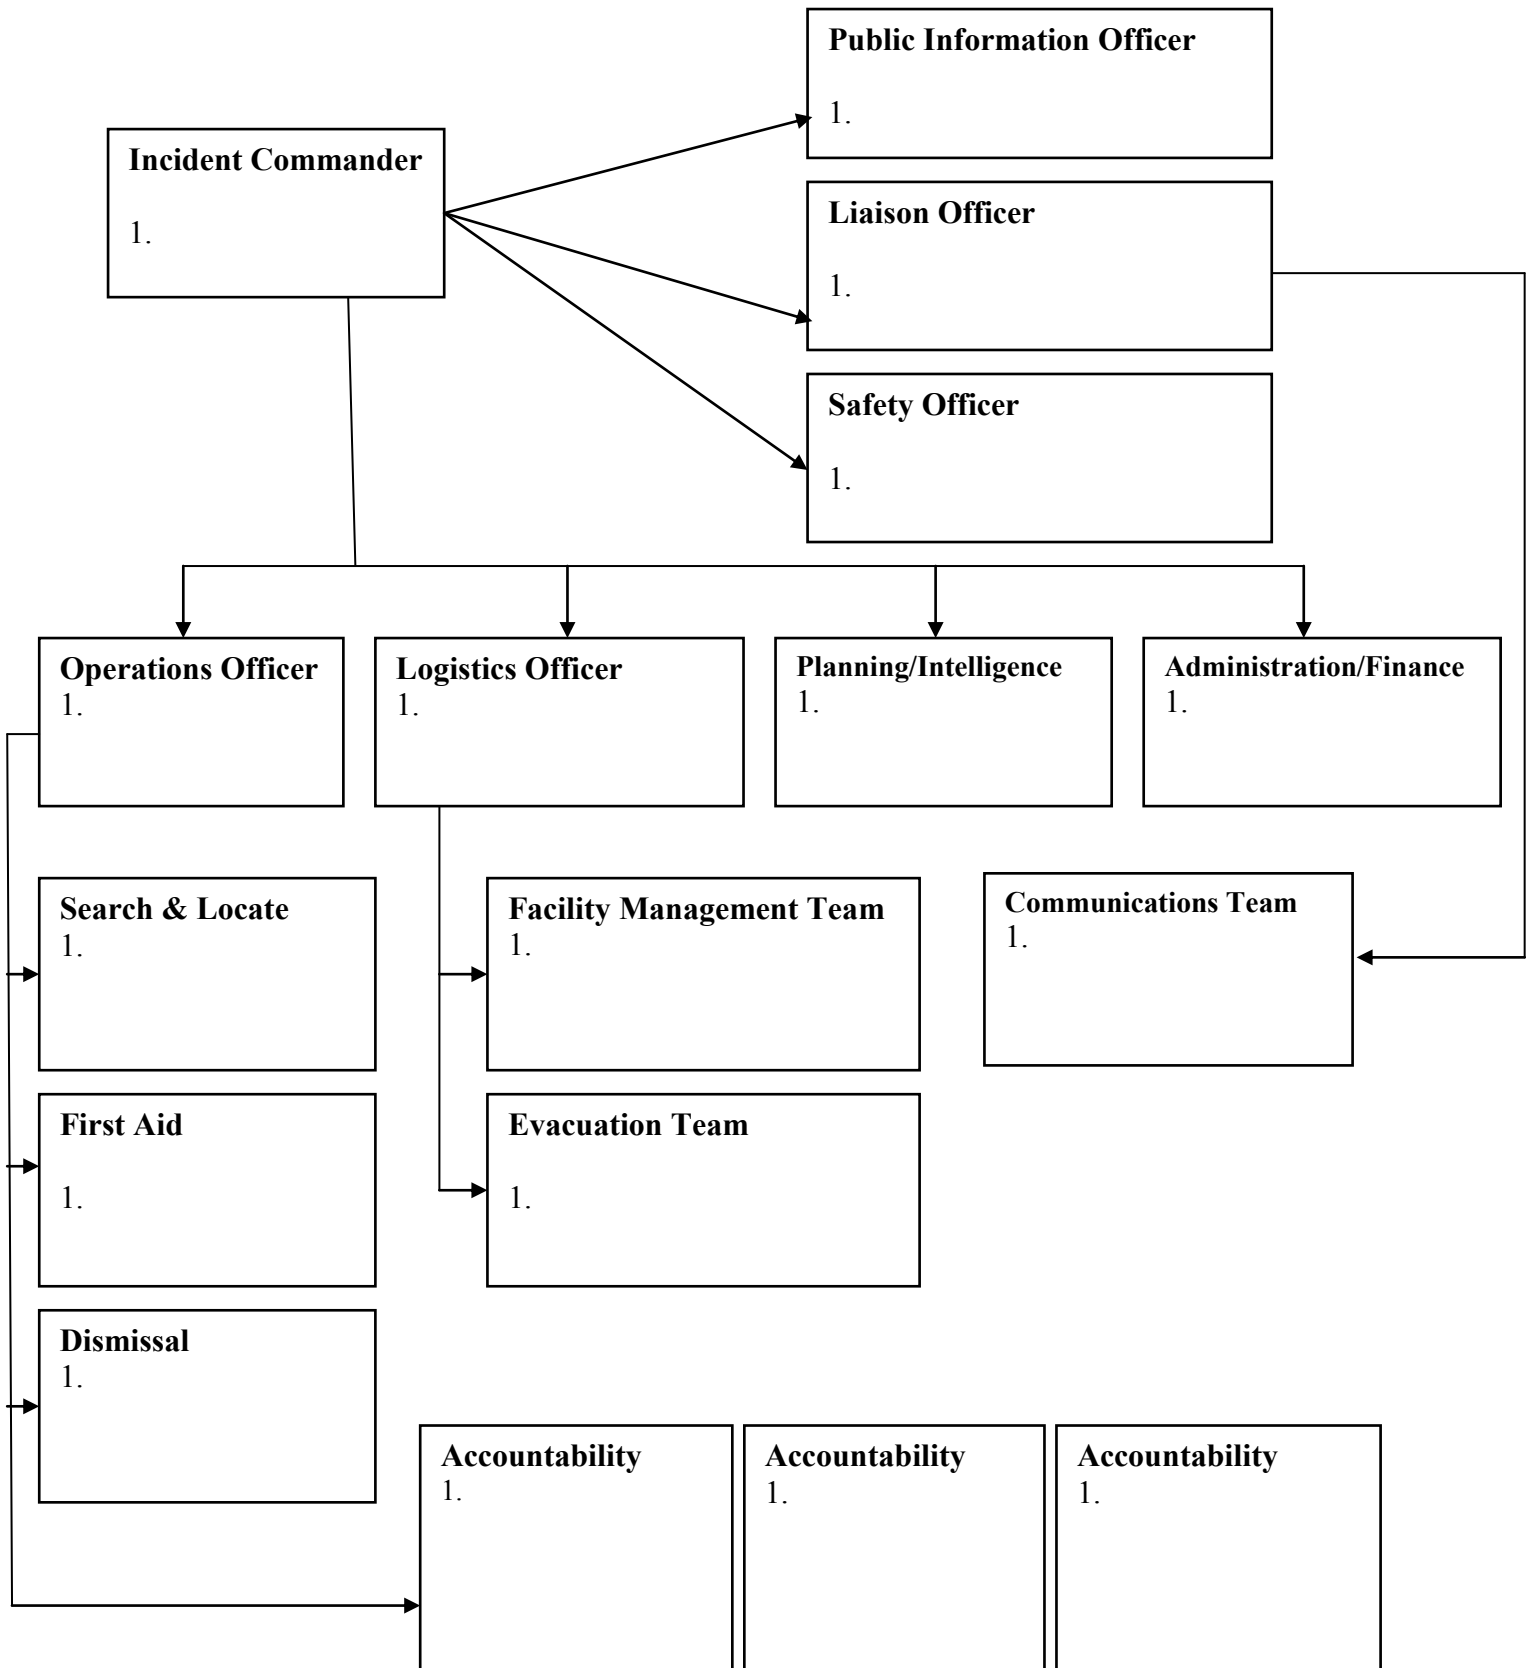 Public Information Officer
1.
Incident Commander
1.
Liaison Officer
1.
Safety Officer
1.
Operations Officer
1.
Logistics Officer
1.
Planning/Intelligence
1.
Administration/Finance
1.
Search & Locate
1.
Facility Management Team
1.
Communications Team
1.
First Aid
1.
Evacuation Team
1.
Dismissal
1.
Accountability
1.
Accountability
1.
Accountability
1.